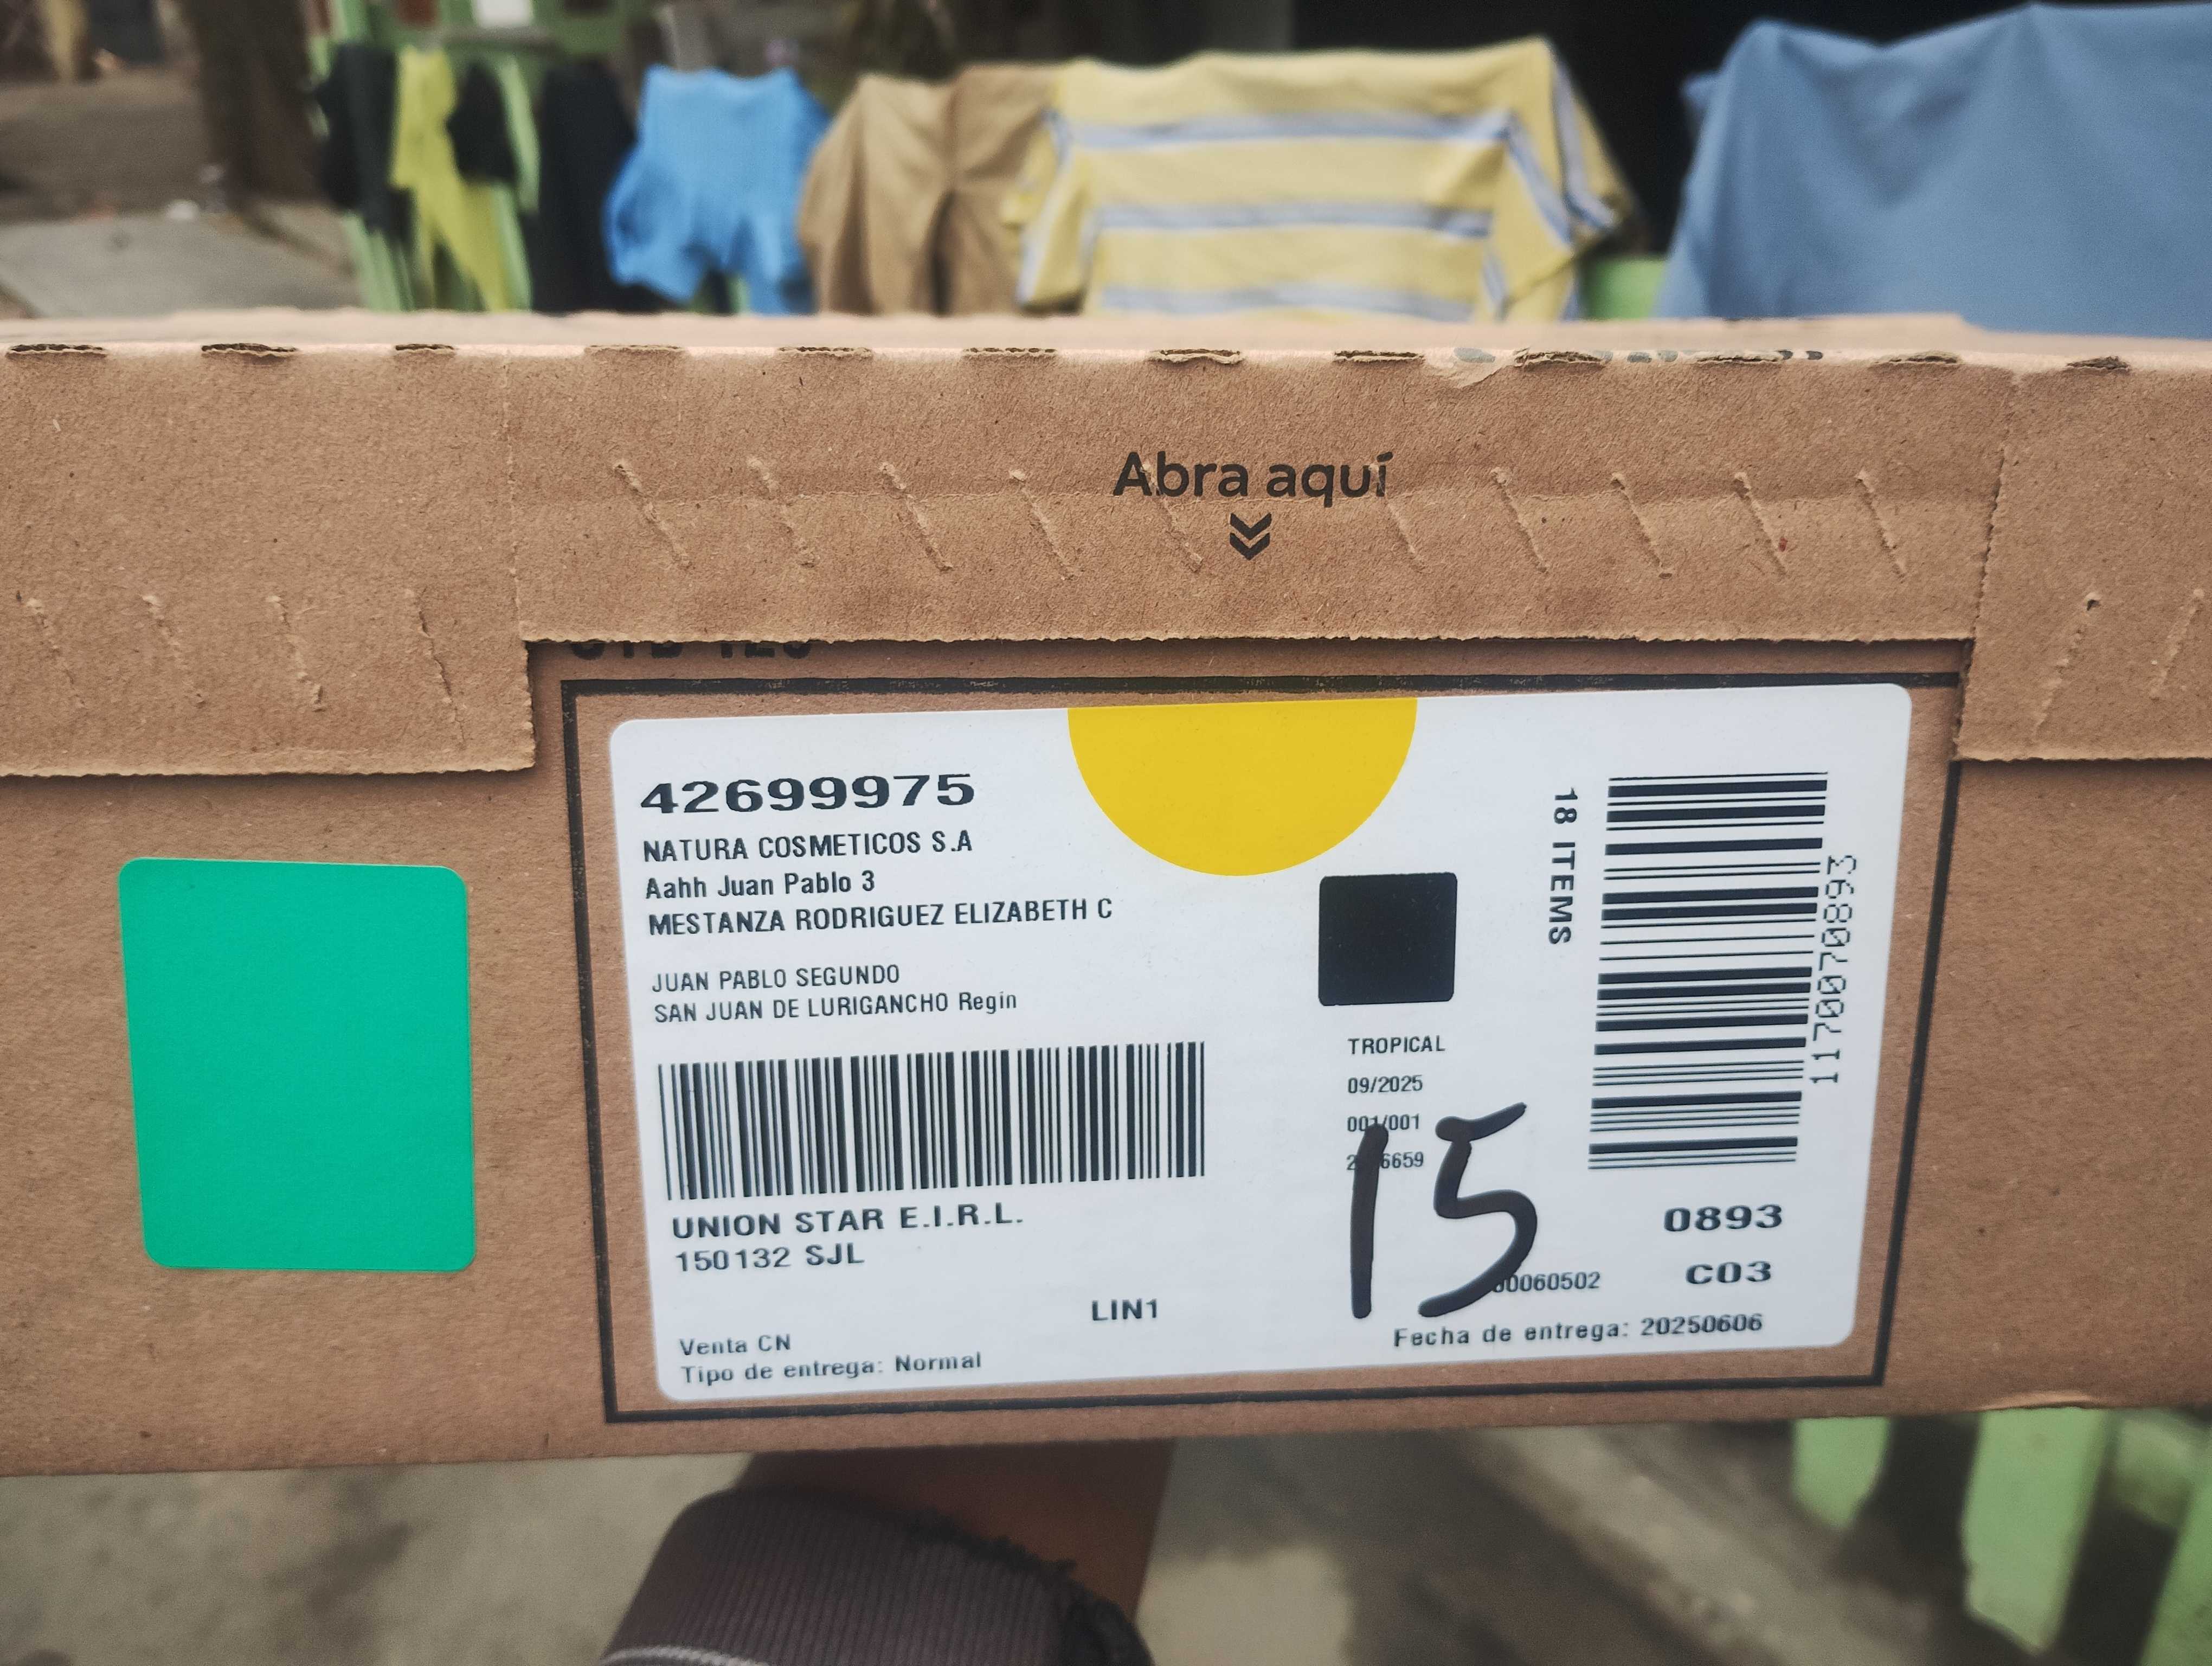 Abra aquí
42699975
NATURA COSMETICOS S.A
Aahh Juan Pablo 3
MESTANZA RODRIGUEZ ELIZABETH C
JUAN PABLO SEGUNDO
SAN JUAN DE LURIGANCHO Regin
UNION STAR E.I.R.L.
150132 SJL
LIN1
Venta CN
Tipo de entrega: Normal
TROPICAL
09/2025
001/001
15
18 ITEMS
117007070893
0893
C03
Fecha de entrega: 20250606